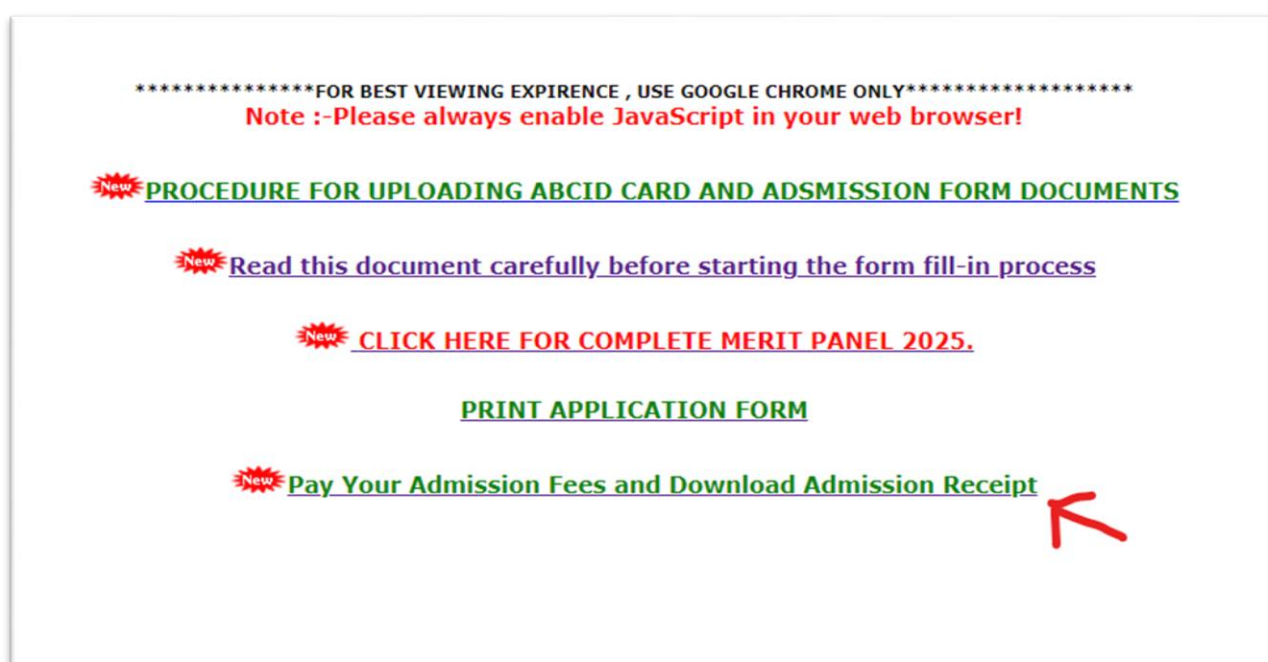 ***************FOR BEST VIEWING EXPIRENCE , USE GOOGLE CHROME ONLY*******************
Note :-Please always enable JavaScript in your web browser!
New PROCEDURE FOR UPLOADING ABCID CARD AND ADSMISSION FORM DOCUMENTS
New Read this document carefully before starting the form fill-in process
New CLICK HERE FOR COMPLETE MERIT PANEL 2025.
PRINT APPLICATION FORM
New Pay Your Admission Fees and Download Admission Receipt